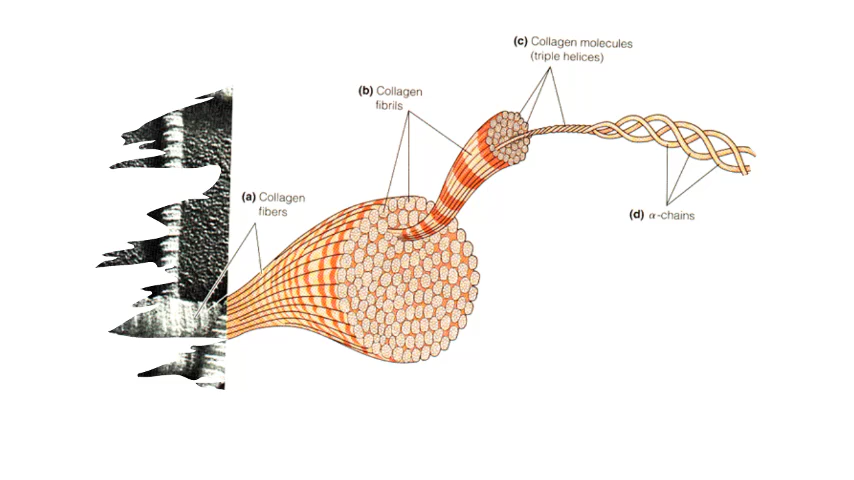 (c) Collagen molecules
(triple helices)
(b) Collagen
fibrils
(a) Collagen
fibers
(d) α-chains